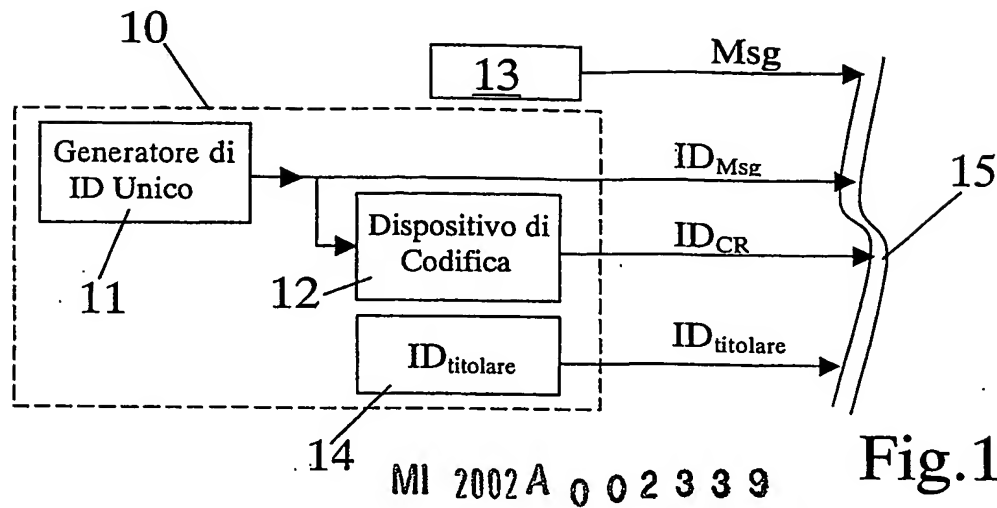 10
13
Msg
Generatore di
ID Unico
ID_Msg
15
Dispositivo di
Codifica
ID_CR
11
12
ID_titolare
ID_titolare
14
Fig.1
MI 2002 A 002339